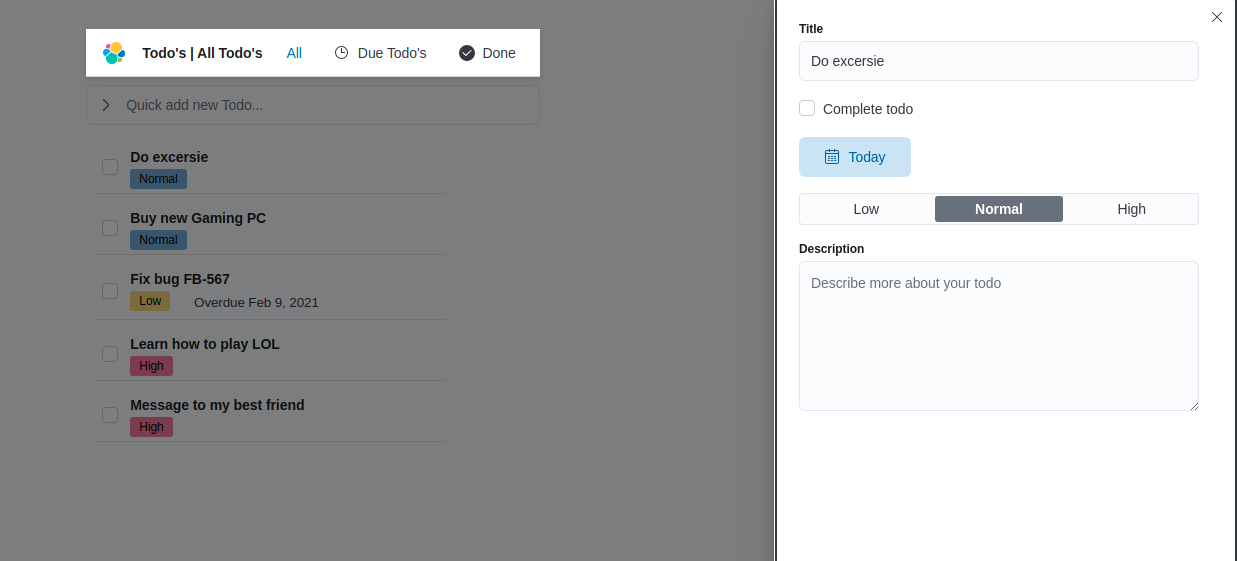 Todo's | All Todo's All Due Todo's Done
Quick add new Todo...
Do excersie
Normal
Buy new Gaming PC
Normal
Fix bug FB-567
Low Overdue Feb 9, 2021
Learn how to play LOL
High
Message to my best friend
High
Title
Do excersie
Complete todo
Today
Low Normal High
Description
Describe more about your todo